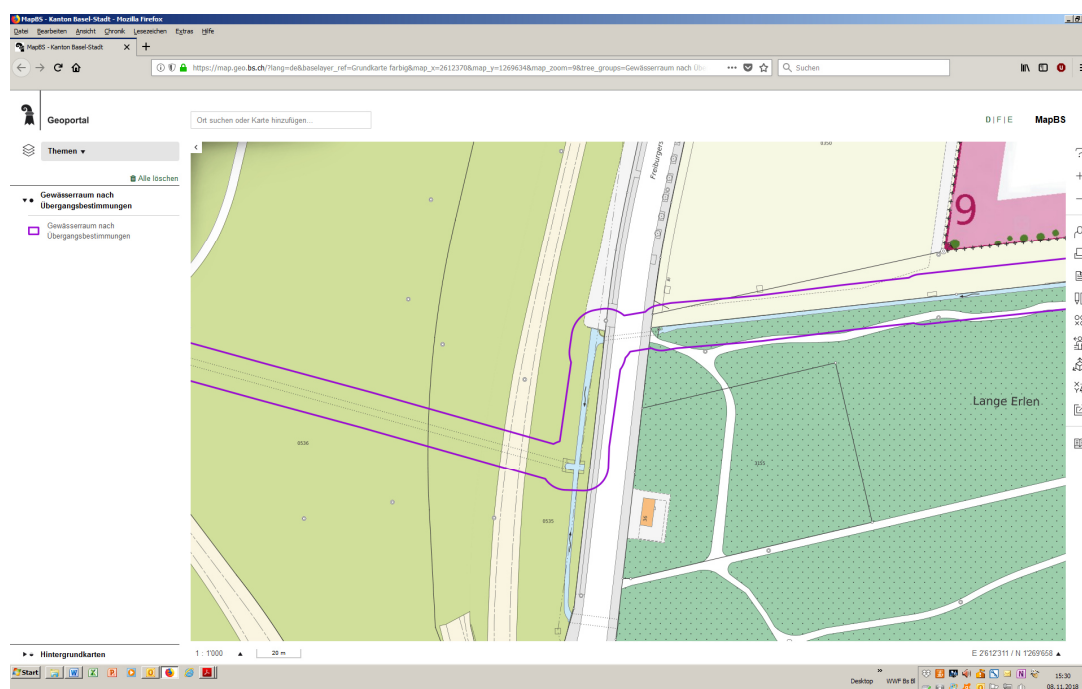 MapBS - Kanton Basel-Stadt - Mozilla Firefox
Datei Bearbeiten Ansicht Chronik Lesezeichen Extras Hilfe
MapBS - Kanton Basel-Stadt X +
https://map.geo.bs.ch/?lang=de&baselayer_ref=Grundkarte farbig&map_x=2612370&map_y=1269634&map_zoom=9&tree_groups=Gewässerraum nach Übe
Suchen
Geoportal
Ort suchen oder Karte hinzufügen...
D | F | E MapBS
Themen
Alle löschen
Gewässerraum nach
Übergangsbestimmungen
Gewässerraum nach
Übergangsbestimmungen
Freiburgers
9
Lange Erlen
8536
3155
8535
36
Hintergrundkarten
1 : 1'000
20 m
E 2'612'311 / N 1'269'658
Start
Desktop
WWF Bs Bl
15:30
08.11.2018